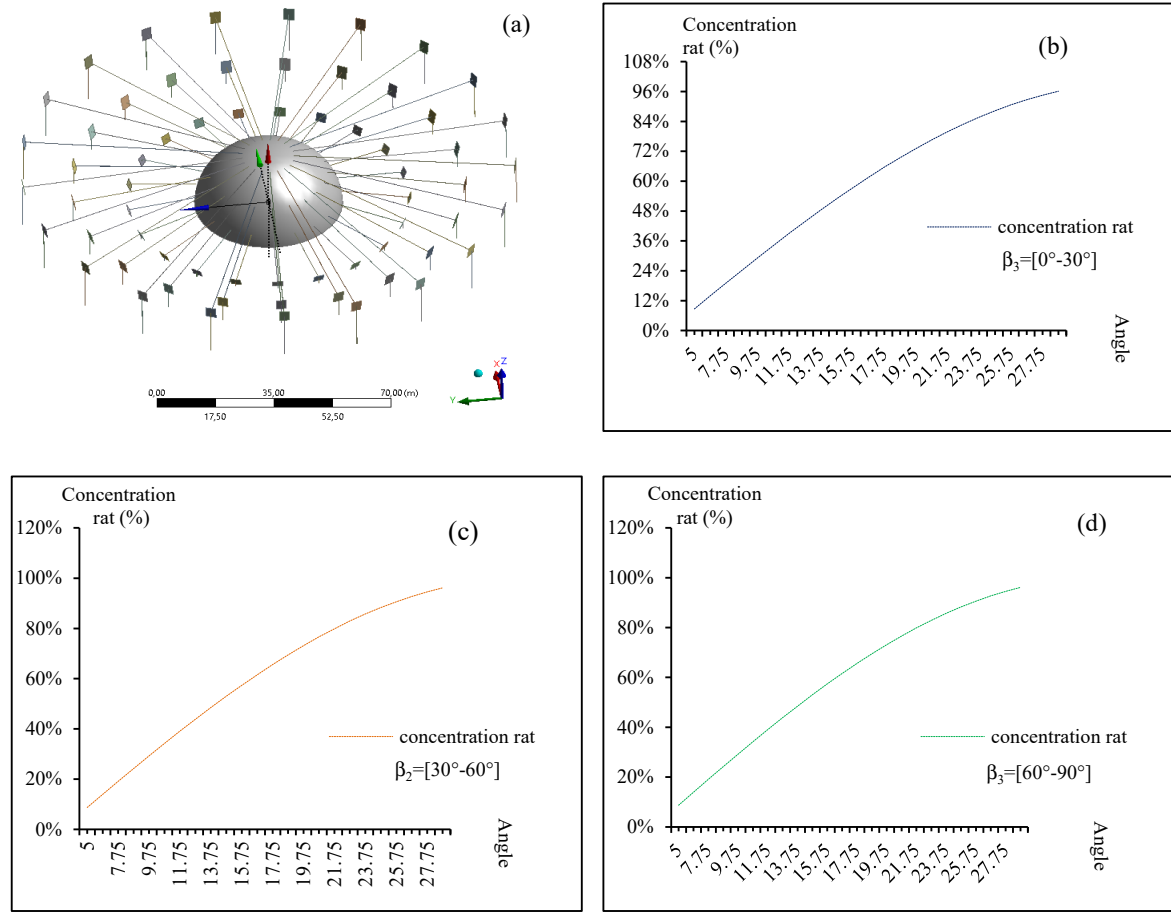 (a)
X
Z
Y
0,00
35,00
70,00 (m)
17,50
52,50
Concentration
rat (%)
(b)
108%
96%
84%
72%
60%
48%
36%
24%
12%
0%
concentration rat
β₃=[0°-30°]
5
7.75
9.75
11.75
13.75
15.75
17.75
19.75
21.75
23.75
25.75
27.75
Angle
Concentration
rat (%)
(c)
120%
100%
80%
60%
40%
20%
0%
concentration rat
β₂=[30°-60°]
5
7.75
9.75
11.75
13.75
15.75
17.75
19.75
21.75
23.75
25.75
27.75
Angle
Concentration
rat (%)
(d)
120%
100%
80%
60%
40%
20%
0%
concentration rat
β₃=[60°-90°]
5
7.75
9.75
11.75
13.75
15.75
17.75
19.75
21.75
23.75
25.75
27.75
Angle